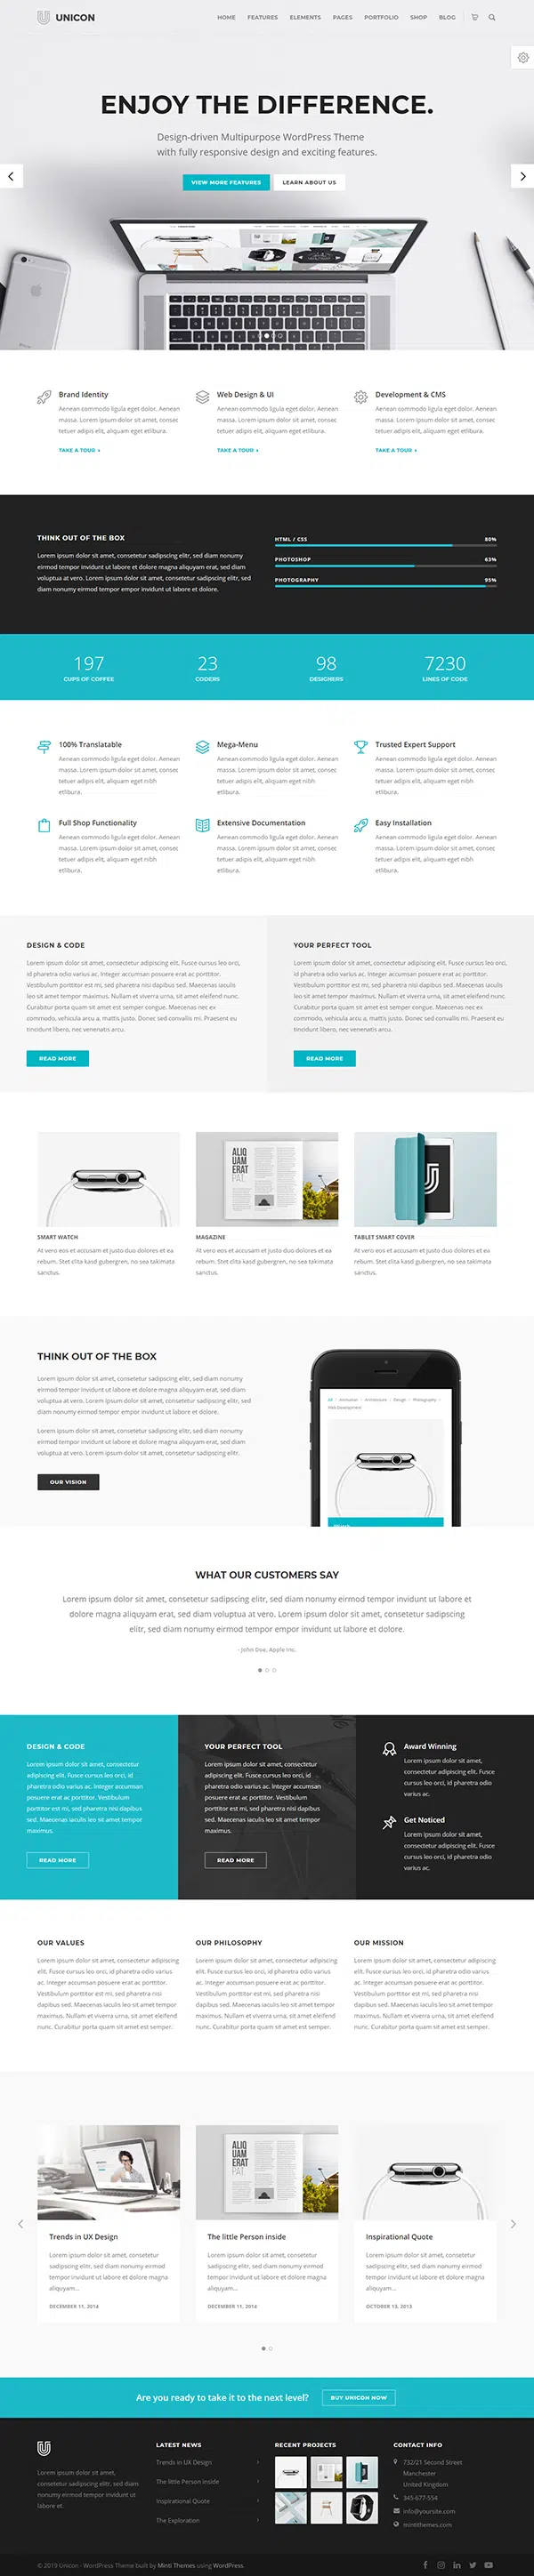 UNICON
HOME FEATURES ELEMENTS PAGES PORTFOLIO SHOP BLOG
ENJOY THE DIFFERENCE.
Design-driven Multipurpose WordPress Theme
with fully responsive design and exciting features.
VIEW MORE FEATURES LEARN ABOUT US
Brand Identity
Aenean commodo ligula eget dolor. Aenean
massa. Lorem ipsum dolor sit amet, consec
tetuer adipis elit, aliquam eget etlibura.
TAKE A TOUR
Web Design & UI
Aenean commodo ligula eget dolor. Aenean
massa. Lorem ipsum dolor sit amet, consec
tetuer adipis elit, aliquam eget etlibura.
TAKE A TOUR
Development & CMS
Aenean commodo ligula eget dolor. Aenean
massa. Lorem ipsum dolor sit amet, consec
tetuer adipis elit, aliquam eget etlibura.
TAKE A TOUR
THINK OUT OF THE BOX
Lorem ipsum dolor sit amet, consetetur sadipscing elitr, sed diam nonumy
eirmod tempor invidunt ut labore et dolore magna aliquyam erat, sed diam
voluptua at vero. Lorem ipsum dolor sit amet, consetetur sadipscing elitr, sed
diam nonumy eirmod tempor invidunt ut labore et dolore.
HTML / CSS 80%
PHOTOSHOP 63%
PHOTOGRAPHY 95%
197
CUPS OF COFFEE
23
CODERS
98
DESIGNERS
7230
LINES OF CODE
100% Translatable
Aenean commodo ligula eget dolor. Aenean
massa. Lorem ipsum dolor sit amet, consec
tetuer adipis elit, aliquam eget nibh
etlibura.
Mega-Menu
Aenean commodo ligula eget dolor. Aenean
massa. Lorem ipsum dolor sit amet, consec
tetuer adipis elit, aliquam eget nibh
etlibura.
Trusted Expert Support
Aenean commodo ligula eget dolor. Aenean
massa. Lorem ipsum dolor sit amet, consec
tetuer adipis elit, aliquam eget nibh
etlibura.
Full Shop Functionality
Aenean commodo ligula eget dolor. Aenean
massa. Lorem ipsum dolor sit amet, consec
tetuer adipis elit, aliquam eget nibh
etlibura.
Extensive Documentation
Aenean commodo ligula eget dolor. Aenean
massa. Lorem ipsum dolor sit amet, consec
tetuer adipis elit, aliquam eget nibh
etlibura.
Easy Installation
Aenean commodo ligula eget dolor. Aenean
massa. Lorem ipsum dolor sit amet, consec
tetuer adipis elit, aliquam eget nibh
etlibura.
DESIGN & CODE
Lorem ipsum dolor sit amet, consectetur adipiscing elit. Fusce cursus leo orci,
id pharetra odio varius ac. Integer accumsan posuere erat ac porttitor.
Vestibulum porttitor mi est, sed pharetra nisi dapibus sed. Maecenas iaculis
leo sit amet tempor maximus. Nullam et viverra urna, sit amet eleifend nunc.
Curabitur porta quam sit amet est semper congue. Maecenas nec ex
commodo, vehicula arcu a, mattis justo. Donec sed convallis mi. Praesent eu
tincidunt libero, nec venenatis arcu.
READ MORE
YOUR PERFECT TOOL
Lorem ipsum dolor sit amet, consectetur adipiscing elit. Fusce cursus leo orci,
id pharetra odio varius ac. Integer accumsan posuere erat ac porttitor.
Vestibulum porttitor mi est, sed pharetra nisi dapibus sed. Maecenas iaculis
leo sit amet tempor maximus. Nullam et viverra urna, sit amet eleifend nunc.
Curabitur porta quam sit amet est semper congue. Maecenas nec ex
commodo, vehicula arcu a, mattis justo. Donec sed convallis mi. Praesent eu
tincidunt libero, nec venenatis arcu.
READ MORE
ALIQ
UAM
ERAT
PAT.
SMART WATCH
At vero eos et accusam et justo duo dolores et ea
rebum. Stet clita kasd gubergren, no sea takimata
sanctus.
MAGAZINE
At vero eos et accusam et justo duo dolores et ea
rebum. Stet clita kasd gubergren, no sea takimata
sanctus.
TABLET SMART COVER
At vero eos et accusam et justo duo dolores et ea
rebum. Stet clita kasd gubergren, no sea takimata
sanctus.
THINK OUT OF THE BOX
Lorem ipsum dolor sit amet, consetetur sadipscing elitr, sed diam nonumy
eirmod tempor invidunt ut labore et dolore magna aliquyam erat, sed diam
voluptua at vero. Lorem ipsum dolor sit amet, consetetur sadipscing elitr, sed
diam nonumy eirmod tempor invidunt ut labore et dolore.
Lorem ipsum dolor sit amet, consetetur sadipscing elitr, sed diam nonumy
eirmod tempor invidunt ut labore et dolore magna aliquyam erat, sed diam
voluptua at vero. Lorem ipsum dolor sit amet, consetetur sadipscing elitr.
OUR VISION
All / Animation / Architecture / Design / Photography /
Web Development
WHAT OUR CUSTOMERS SAY
Lorem ipsum dolor sit amet, consetetur sadipscing elitr, sed diam nonumy eirmod tempor invidunt ut labore et
dolore magna aliquyam erat, sed diam voluptua at vero. Lorem ipsum dolor sit amet, consetetur sadipscing
elitr, sed diam nonumy eirmod tempor invidunt ut labore et dolore.
- John Doe, Apple Inc.
DESIGN & CODE
Lorem ipsum dolor sit amet, consectetur
adipiscing elit. Fusce cursus leo orci, id
pharetra odio varius ac. Integer accumsan
posuere erat ac porttitor. Vestibulum
porttitor mi est, sed pharetra nisi dapibus
sed. Maecenas iaculis leo sit amet tempor
maximus.
READ MORE
YOUR PERFECT TOOL
Lorem ipsum dolor sit amet, consectetur
adipiscing elit. Fusce cursus leo orci, id
pharetra odio varius ac. Integer accumsan
posuere erat ac porttitor. Vestibulum
porttitor mi est, sed pharetra nisi dapibus
sed. Maecenas iaculis leo sit amet tempor
maximus.
READ MORE
Award Winning
Lorem ipsum dolor sit amet,
consectetur adipiscing elit. Fusce
cursus leo orci, id pharetra odio
varius ac.
Get Noticed
Lorem ipsum dolor sit amet,
consectetur adipiscing elit. Fusce
cursus leo orci, id pharetra odio
varius ac.
OUR VALUES
Lorem ipsum dolor sit amet, consectetur adipiscing
elit. Fusce cursus leo orci, id pharetra odio varius
ac. Integer accumsan posuere erat ac porttitor.
Vestibulum porttitor mi est, sed pharetra nisi
dapibus sed. Maecenas iaculis leo sit amet tempor
maximus. Nullam et viverra urna, sit amet eleifend
nunc. Curabitur porta quam sit amet est semper.
OUR PHILOSOPHY
Lorem ipsum dolor sit amet, consectetur adipiscing
elit. Fusce cursus leo orci, id pharetra odio varius
ac. Integer accumsan posuere erat ac porttitor.
Vestibulum porttitor mi est, sed pharetra nisi
dapibus sed. Maecenas iaculis leo sit amet tempor
maximus. Nullam et viverra urna, sit amet eleifend
nunc. Curabitur porta quam sit amet est semper.
OUR MISSION
Lorem ipsum dolor sit amet, consectetur adipiscing
elit. Fusce cursus leo orci, id pharetra odio varius
ac. Integer accumsan posuere erat ac porttitor.
Vestibulum porttitor mi est, sed pharetra nisi
dapibus sed. Maecenas iaculis leo sit amet tempor
maximus. Nullam et viverra urna, sit amet eleifend
nunc. Curabitur porta quam sit amet est semper.
ALIQ
UAM
ERAT
PAT.
Trends in UX Design
Lorem ipsum dolor sit amet, consetetur
sadipscing elitr, sed diam nonumy eirmod
tempor invidunt ut labore et dolore magna
aliquyam...
DECEMBER 11, 2014
The little Person inside
Lorem ipsum dolor sit amet, consetetur
sadipscing elitr, sed diam nonumy eirmod
tempor invidunt ut labore et dolore magna
aliquyam...
DECEMBER 11, 2014
Inspirational Quote
Lorem ipsum dolor sit amet, consetetur
sadipscing elitr, sed diam nonumy eirmod
tempor invidunt ut labore et dolore magna
aliquyam...
OCTOBER 13, 2013
Are you ready to take it to the next level? BUY UNICON NOW
Lorem ipsum dolor sit amet,
consetetur sadipscing elitr, sed diam
nonumy eirmod tempor invidunt ut
labore et.
LATEST NEWS
Trends in UX Design
The little Person inside
Inspirational Quote
The Exploration
RECENT PROJECTS
CONTACT INFO
732/21 Second Street
Manchester
United Kingdom
345-677-554
info@yoursite.com
mintithemes.com
© 2019 Unicon - WordPress Theme built by Minti Themes using WordPress.